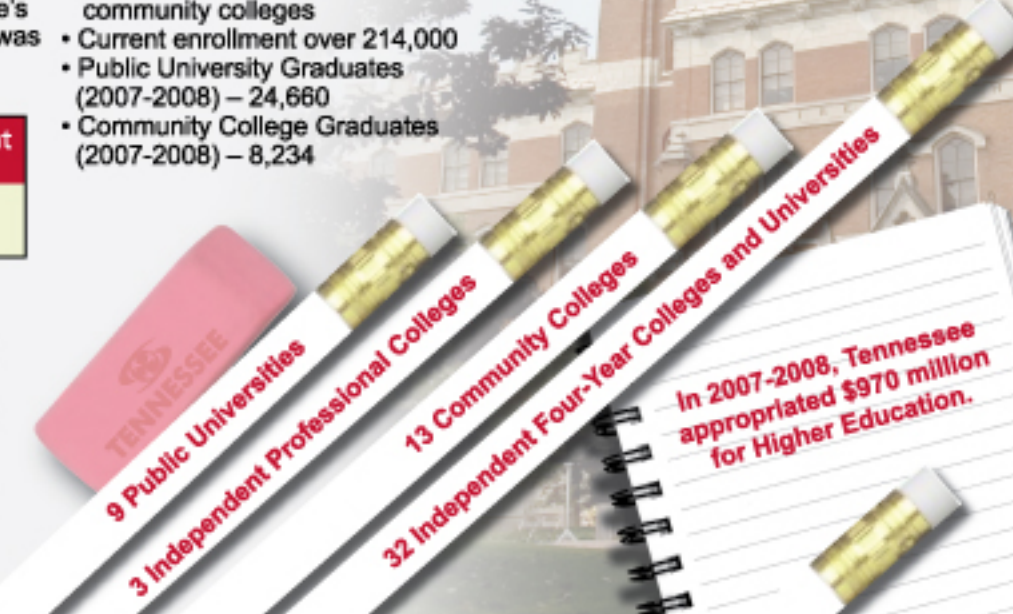 e's
was
community colleges
• Current enrollment over 214,000
• Public University Graduates
(2007-2008) – 24,660
• Community College Graduates
(2007-2008) – 8,234
t
TENNESSEE
9 Public Universities
3 Independent Professional Colleges
13 Community Colleges
32 Independent Four-Year Colleges and Universities
In 2007-2008, Tennessee
appropriated $970 million
for Higher Education.